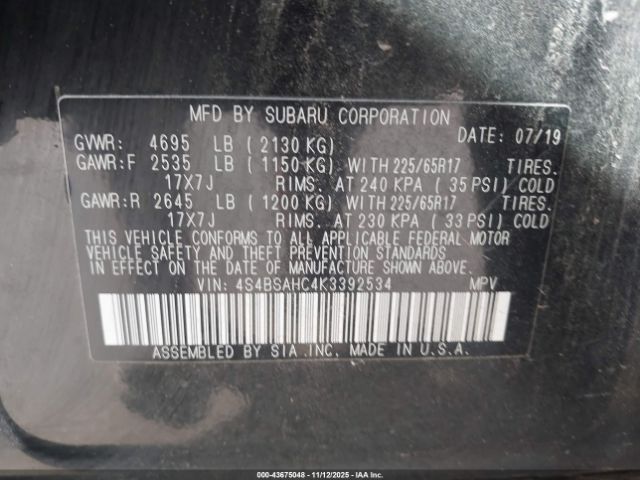 MFD BY SUBARU CORPORATION DATE: 07/19
GVWR: 4695 LB ( 2130 KG)
GAWR:F 2535 LB ( 1150 KG) WITH 225/65R17 TIRES.
17X7J RIMS. AT 240 KPA ( 35 PSI) COLD
GAWR:R 2645 LB ( 1200 KG) WITH 225/65R17 TIRES.
17X7J RIMS. AT 230 KPA ( 33 PSI) COLD
THIS VEHICLE CONFORMS TO ALL APPLICABLE FEDERAL MOTOR
VEHICLE SAFETY AND THEFT PREVENTION STANDARDS IN EFFECT
ON THE DATE OF MANUFACTURE SHOWN ABOVE.
VIN: 4S4BSAHC4K3392534 MPV
ASSEMBLED BY SIA INC, MADE IN U.S.A.
000-43675048 - 11/12/2025 - IAA Inc.